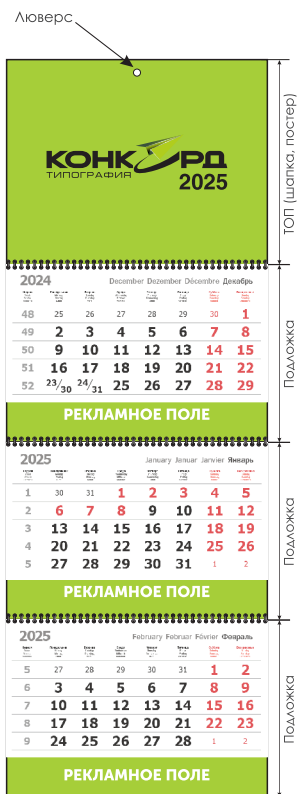 Люверс
КОНКОРД
ТИПОГРАФИЯ
2025
ТОП (шапка, постер)
2024 December Dezember Décembre Декабрь
48 25 26 27 28 29 30 1
49 2 3 4 5 6 7 8
50 9 10 11 12 13 14 15
51 16 17 18 19 20 21 22
52 23/30 24/31 25 26 27 28 29
РЕКЛАМНОЕ ПОЛЕ
Подложка
2025 January Januar Janvier Январь
1 30 31 1 2 3 4 5
2 6 7 8 9 10 11 12
3 13 14 15 16 17 18 19
4 20 21 22 23 24 25 26
5 27 28 29 30 31 1 2
РЕКЛАМНОЕ ПОЛЕ
Подложка
2025 February Februar Février Февраль
5 27 28 29 30 31 1 2
6 3 4 5 6 7 8 9
7 10 11 12 13 14 15 16
8 17 18 19 20 21 22 23
9 24 25 26 27 28 1 2
РЕКЛАМНОЕ ПОЛЕ
Подложка